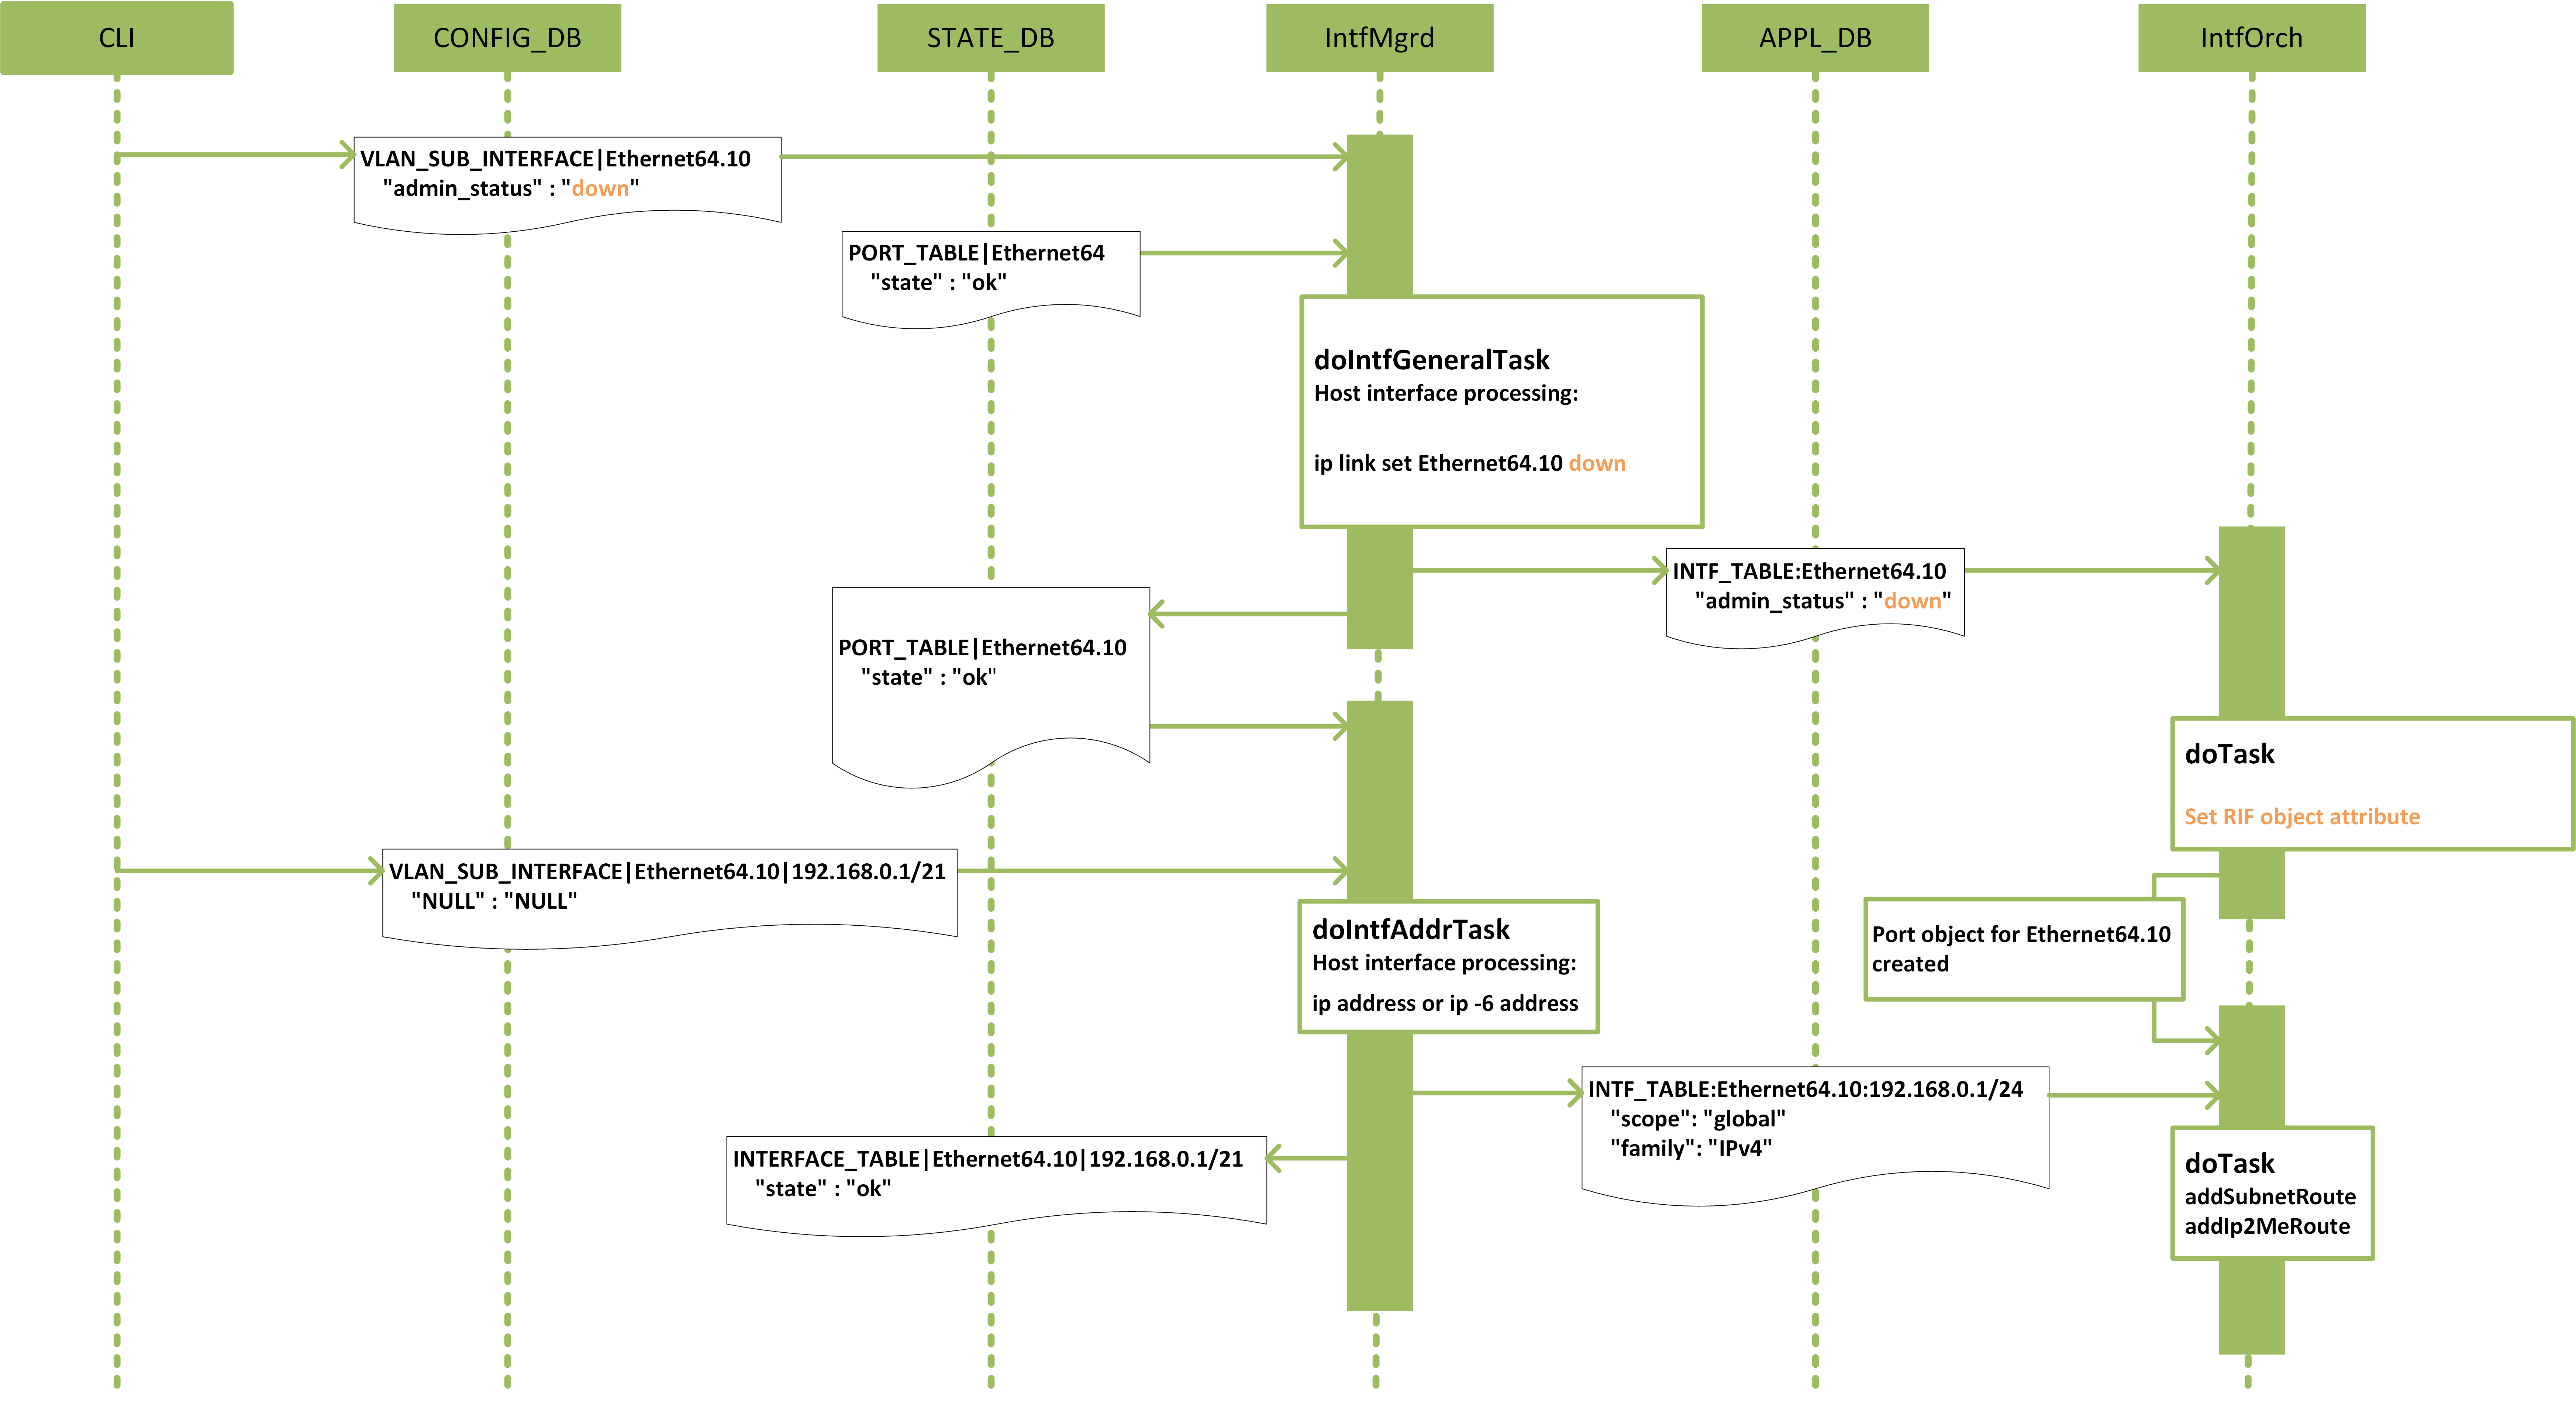 CLI
CONFIG_DB
STATE_DB
IntfMgrd
APPL_DB
IntfOrch
VLAN_SUB_INTERFACE|Ethernet64.10
"admin_status" : "down"
PORT_TABLE|Ethernet64
"state" : "ok"
doIntfGeneralTask
Host interface processing:
ip link set Ethernet64.10 down
INTF_TABLE:Ethernet64.10
"admin_status" : "down"
PORT_TABLE|Ethernet64.10
"state" : "ok"
doTask
Set RIF object attribute
VLAN_SUB_INTERFACE|Ethernet64.10|192.168.0.1/21
"NULL" : "NULL"
doIntfAddrTask
Host interface processing:
ip address or ip -6 address
Port object for Ethernet64.10
created
INTF_TABLE:Ethernet64.10:192.168.0.1/24
"scope": "global"
"family": "IPv4"
INTERFACE_TABLE|Ethernet64.10|192.168.0.1/21
"state" : "ok"
doTask
addSubnetRoute
addIp2MeRoute